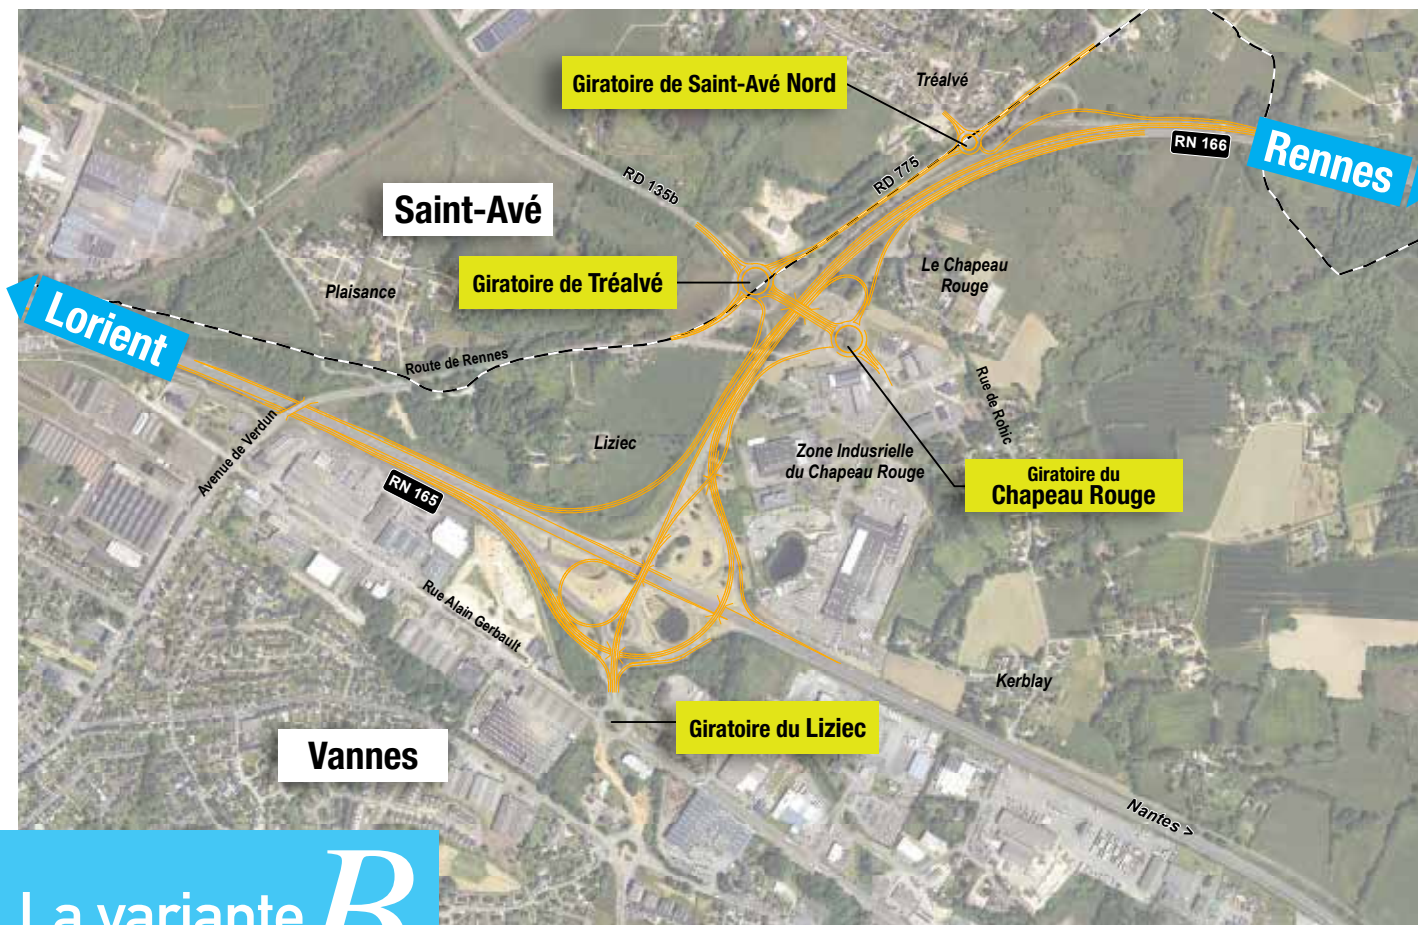 Giratoire de Saint-Avé Nord
Tréalvé
RN 166
Rennes
RD 775
RD 135b
Saint-Avé
Giratoire de Tréalvé
Le Chapeau
Rouge
Plaisance
Lorient
Route de Rennes
Rue de Rohic
Avenue de Verdun
Liziec
Zone Indusrielle
du Chapeau Rouge
Giratoire du
Chapeau Rouge
RN 165
Rue Alain Gerbault
Kerblay
Giratoire du Liziec
Vannes
Nantes >
La variante B